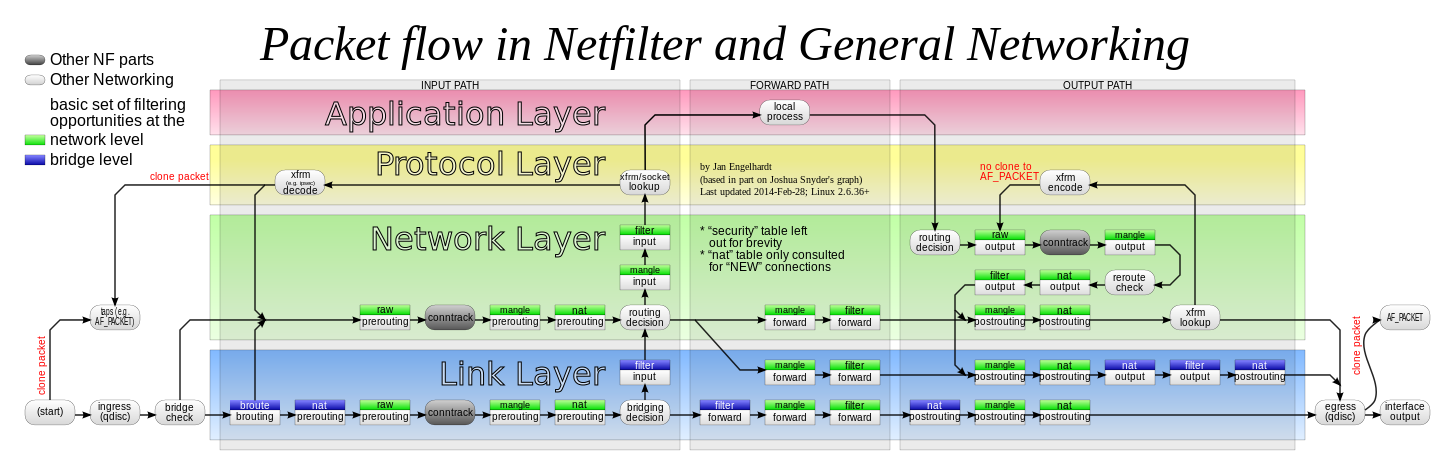 Packet flow in Netfilter and General Networking
Other NF parts
Other Networking
basic set of filtering
opportunities at the
network level
bridge level
INPUT PATH
FORWARD PATH
OUTPUT PATH
Application Layer
local
process
Protocol Layer
clone packet
xfrm
(e.g. ipsec)
decode
xfrm/socket
lookup
by Jan Engelhardt
(based in part on Joshua Snyder's graph)
Last updated 2014-Feb-28; Linux 2.6.36+
no clone to
AF_PACKET
xfrm
encode
Network Layer
filter
input
mangle
input
* “security” table left
out for brevity
* “nat” table only consulted
for “NEW” connections
routing
decision
raw
output
conntrack
mangle
output
filter
output
nat
output
reroute
check
taps (e.g.
AF_PACKET)
raw
prerouting
conntrack
mangle
prerouting
nat
prerouting
routing
decision
mangle
forward
filter
forward
mangle
postrouting
nat
postrouting
xfrm
lookup
AF_PACKET
clone packet
clone packet
Link Layer
filter
input
mangle
forward
filter
forward
mangle
postrouting
nat
postrouting
nat
output
filter
output
nat
postrouting
(start)
ingress
(qdisc)
bridge
check
broute
brouting
nat
prerouting
raw
prerouting
conntrack
mangle
prerouting
nat
prerouting
bridging
decision
filter
forward
mangle
forward
filter
forward
nat
postrouting
mangle
postrouting
nat
postrouting
egress
(qdisc)
interface
output